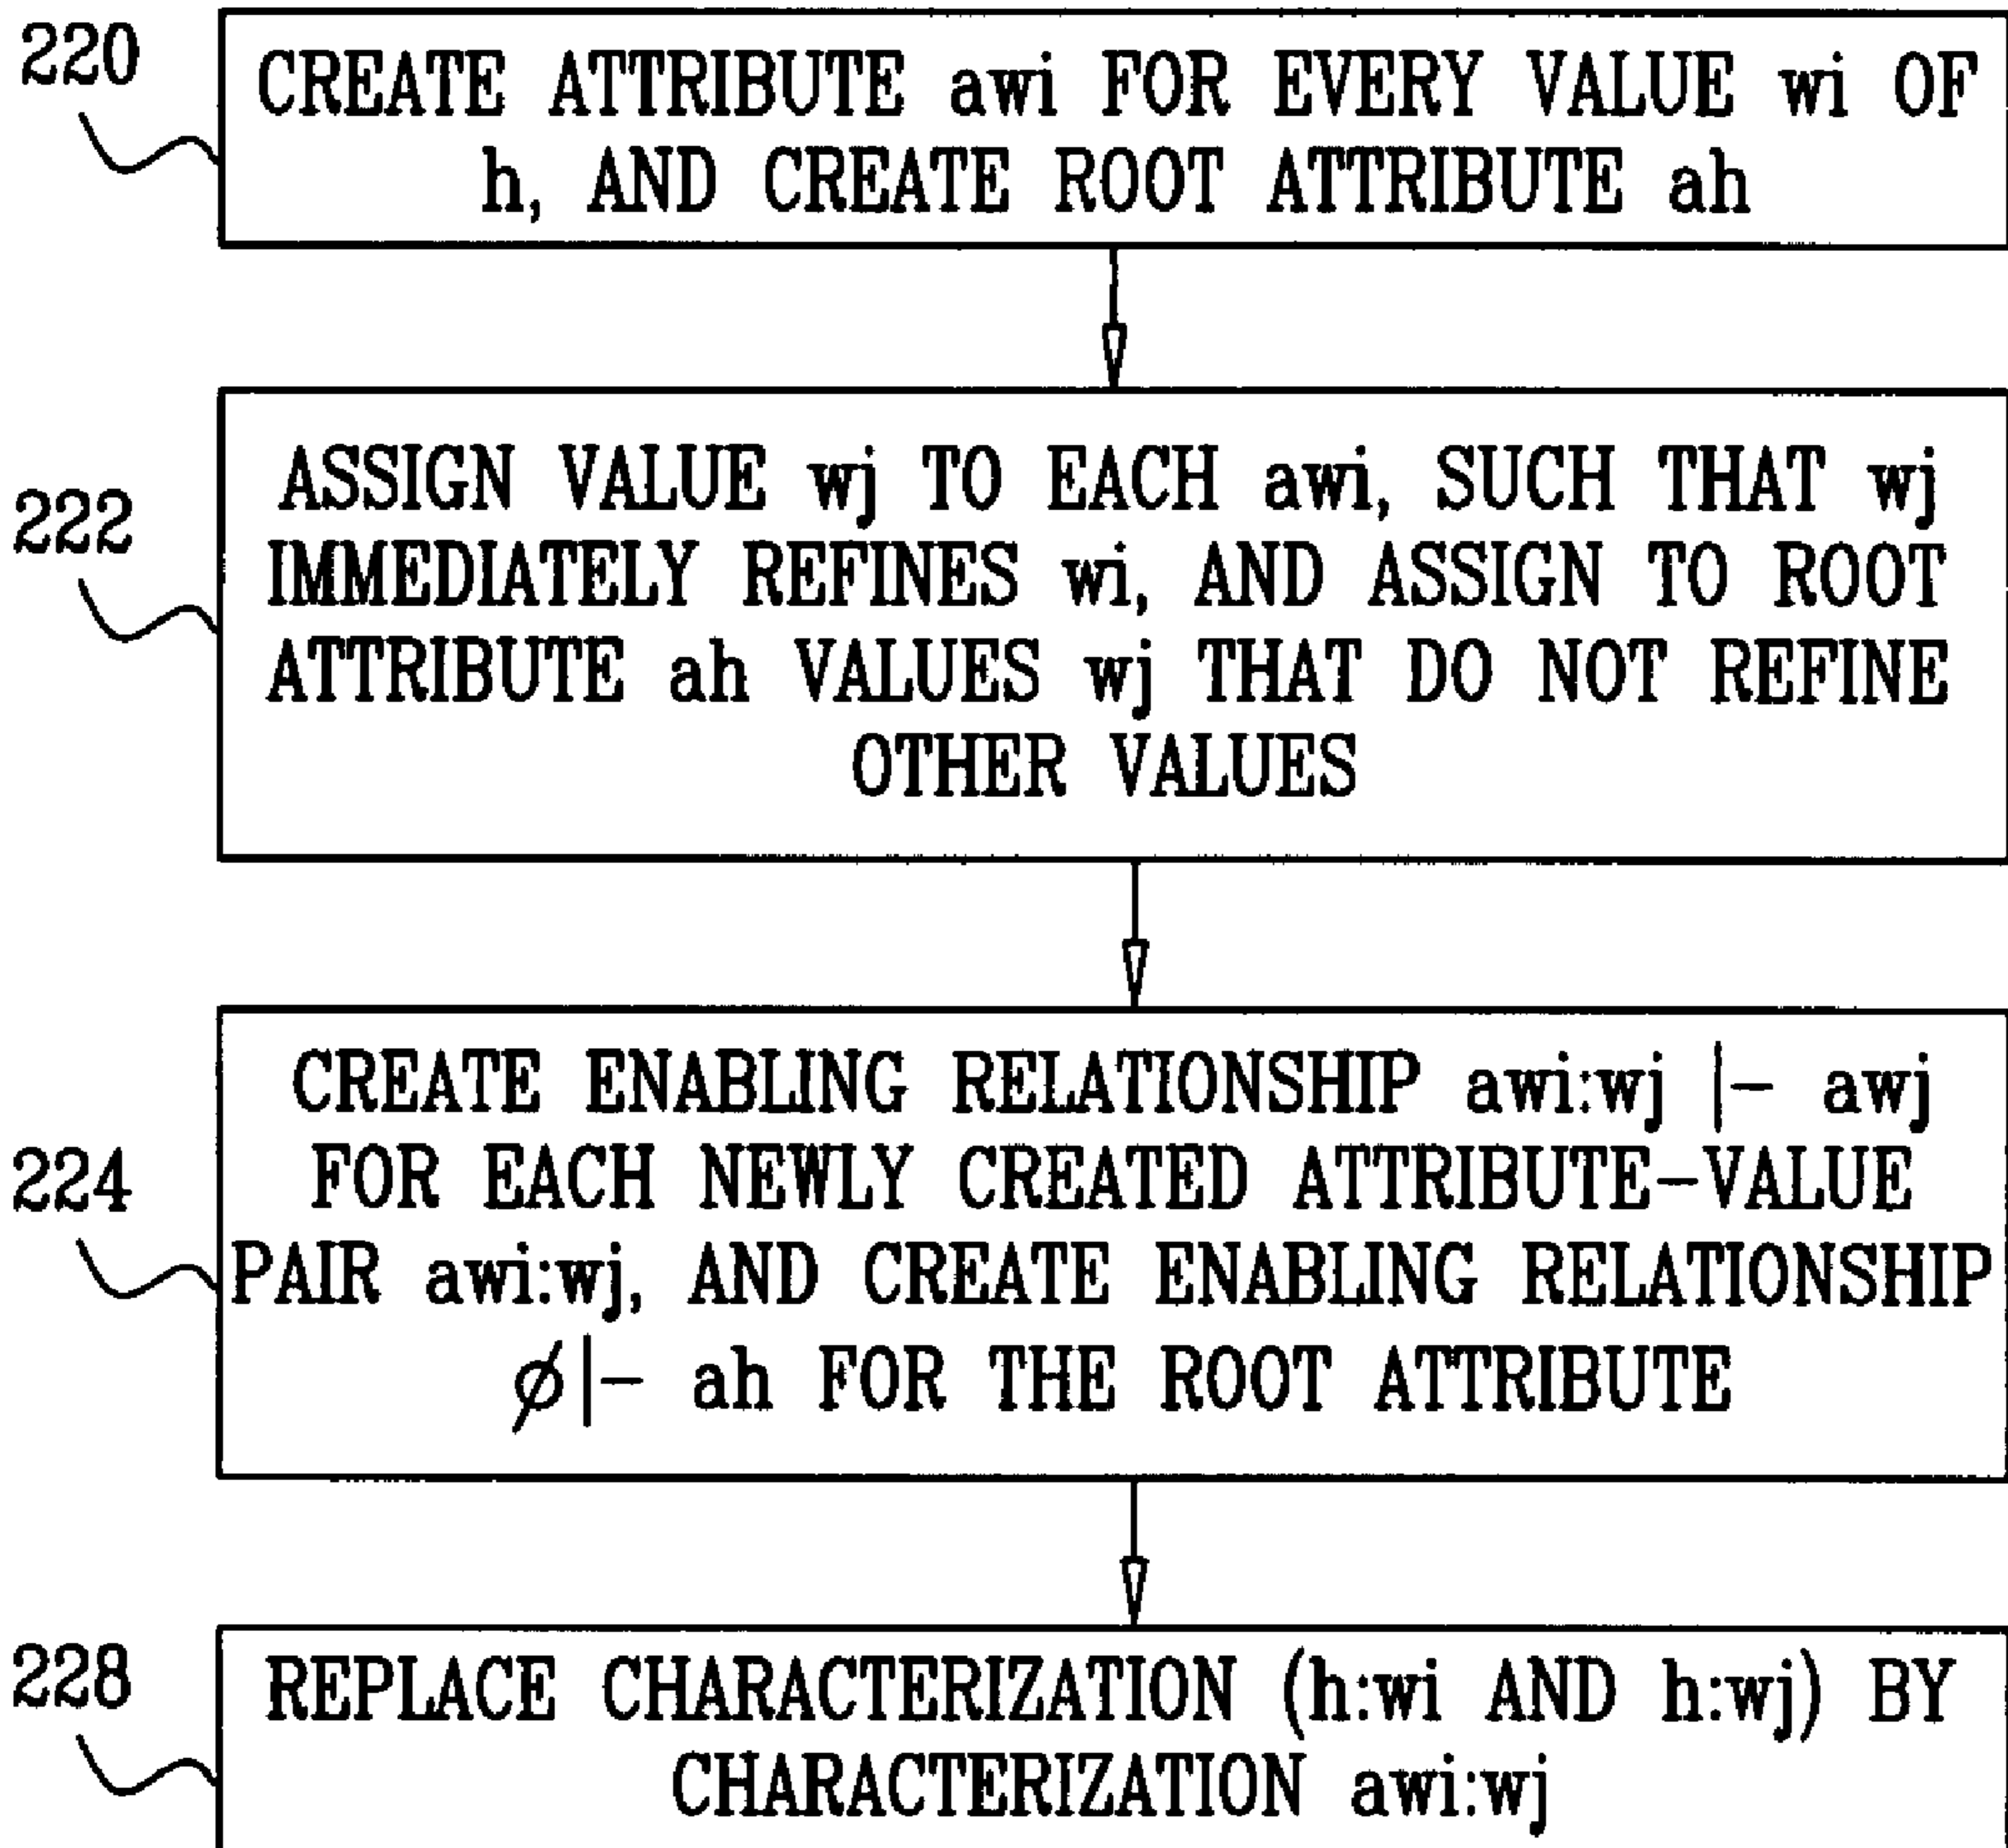 220
CREATE ATTRIBUTE awi FOR EVERY VALUE wi OF
h, AND CREATE ROOT ATTRIBUTE ah
222
ASSIGN VALUE wj TO EACH awi, SUCH THAT wj
IMMEDIATELY REFINES wi, AND ASSIGN TO ROOT
ATTRIBUTE ah VALUES wj THAT DO NOT REFINE
OTHER VALUES
224
CREATE ENABLING RELATIONSHIP awi:wj |- awj
FOR EACH NEWLY CREATED ATTRIBUTE-VALUE
PAIR awi:wj, AND CREATE ENABLING RELATIONSHIP
ϕ|- ah FOR THE ROOT ATTRIBUTE
228
REPLACE CHARACTERIZATION (h:wi AND h:wj) BY
CHARACTERIZATION awi:wj